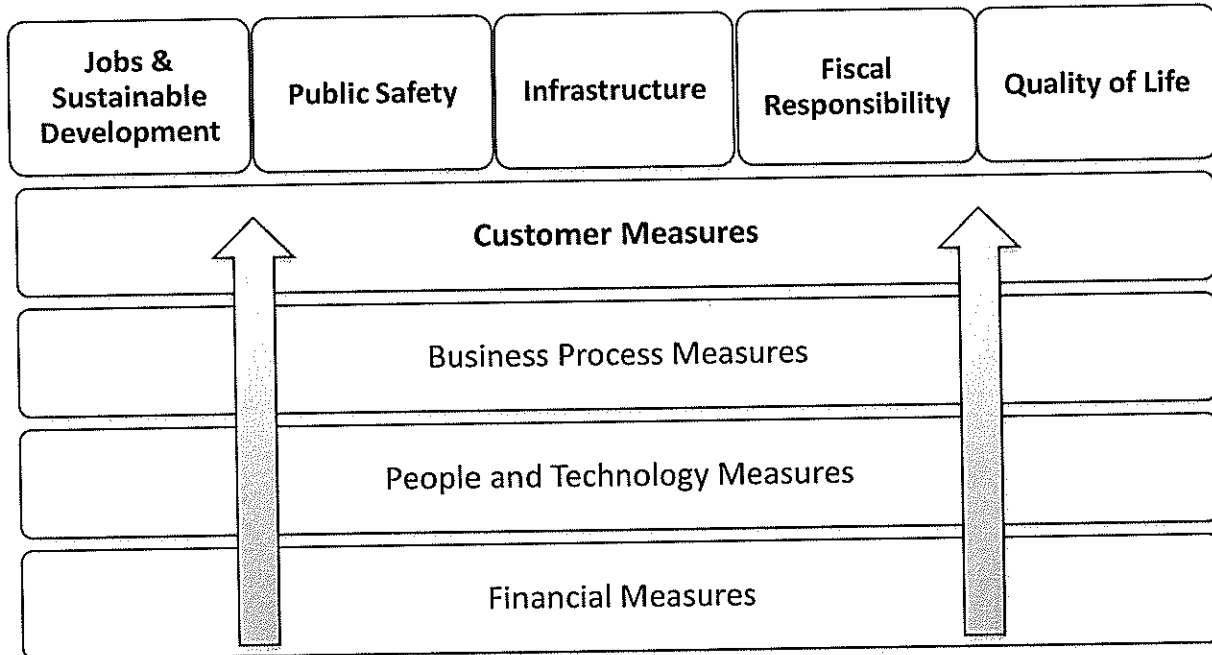 Jobs &
Sustainable
Development
Public Safety
Infrastructure
Fiscal
Responsibility
Quality of Life
Customer Measures
Business Process Measures
People and Technology Measures
Financial Measures